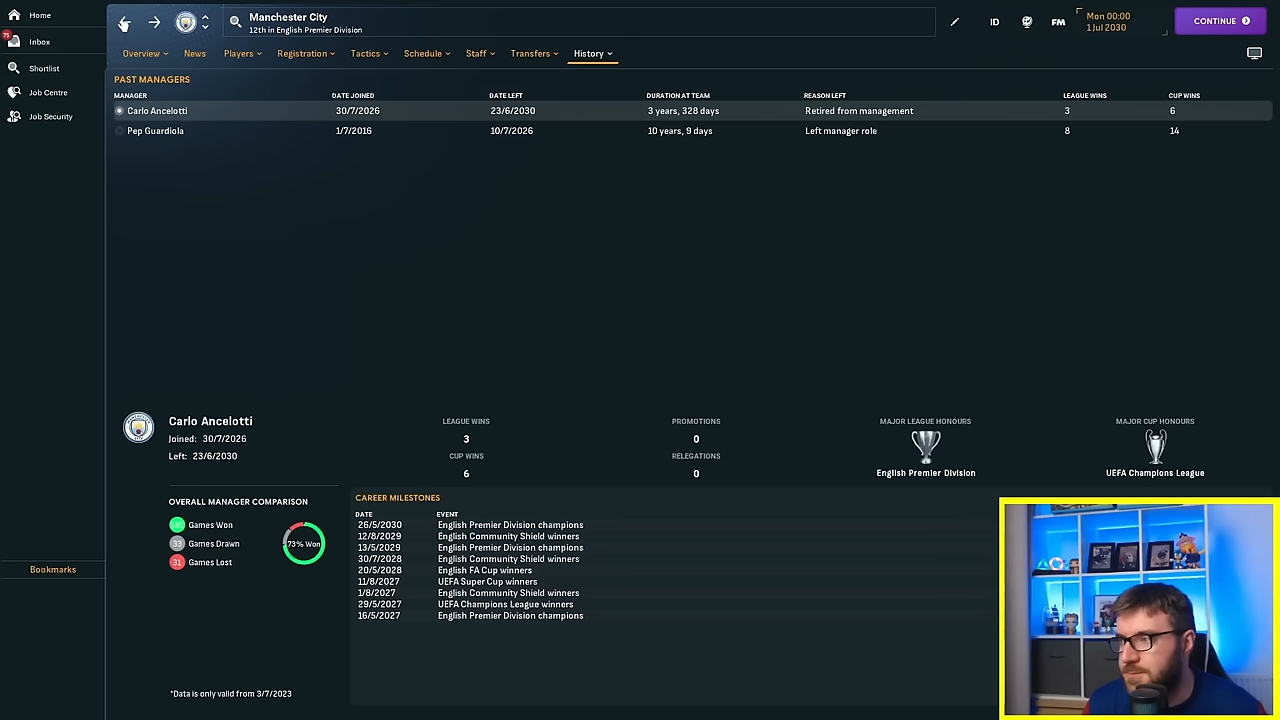 Home
75
Inbox
Shortlist
Job Centre
Job Security
Bookmarks
Manchester City
12th in English Premier Division
ID
FM
Mon 00:00
1 Jul 2030
CONTINUE
Overview
News
Players
Registration
Tactics
Schedule
Staff
Transfers
History
PAST MANAGERS
MANAGER DATE JOINED DATE LEFT DURATION AT TEAM REASON LEFT LEAGUE WINS CUP WINS
Carlo Ancelotti 30/7/2026 23/6/2030 3 years, 328 days Retired from management 3 6
Pep Guardiola 1/7/2016 10/7/2026 10 years, 9 days Left manager role 8 14
Carlo Ancelotti
Joined: 30/7/2026
Left: 23/6/2030
LEAGUE WINS
3
CUP WINS
6
PROMOTIONS
0
RELEGATIONS
0
MAJOR LEAGUE HONOURS
English Premier Division
MAJOR CUP HONOURS
UEFA Champions League
OVERALL MANAGER COMPARISON
Games Won
33 Games Drawn
31 Games Lost
73% Won
*Data is only valid from 3/7/2023
CAREER MILESTONES
DATE EVENT
26/5/2030 English Premier Division champions
12/8/2029 English Community Shield winners
13/5/2029 English Premier Division champions
30/7/2028 English Community Shield winners
20/5/2028 English FA Cup winners
11/8/2027 UEFA Super Cup winners
1/8/2027 English Community Shield winners
29/5/2027 UEFA Champions League winners
16/5/2027 English Premier Division champions